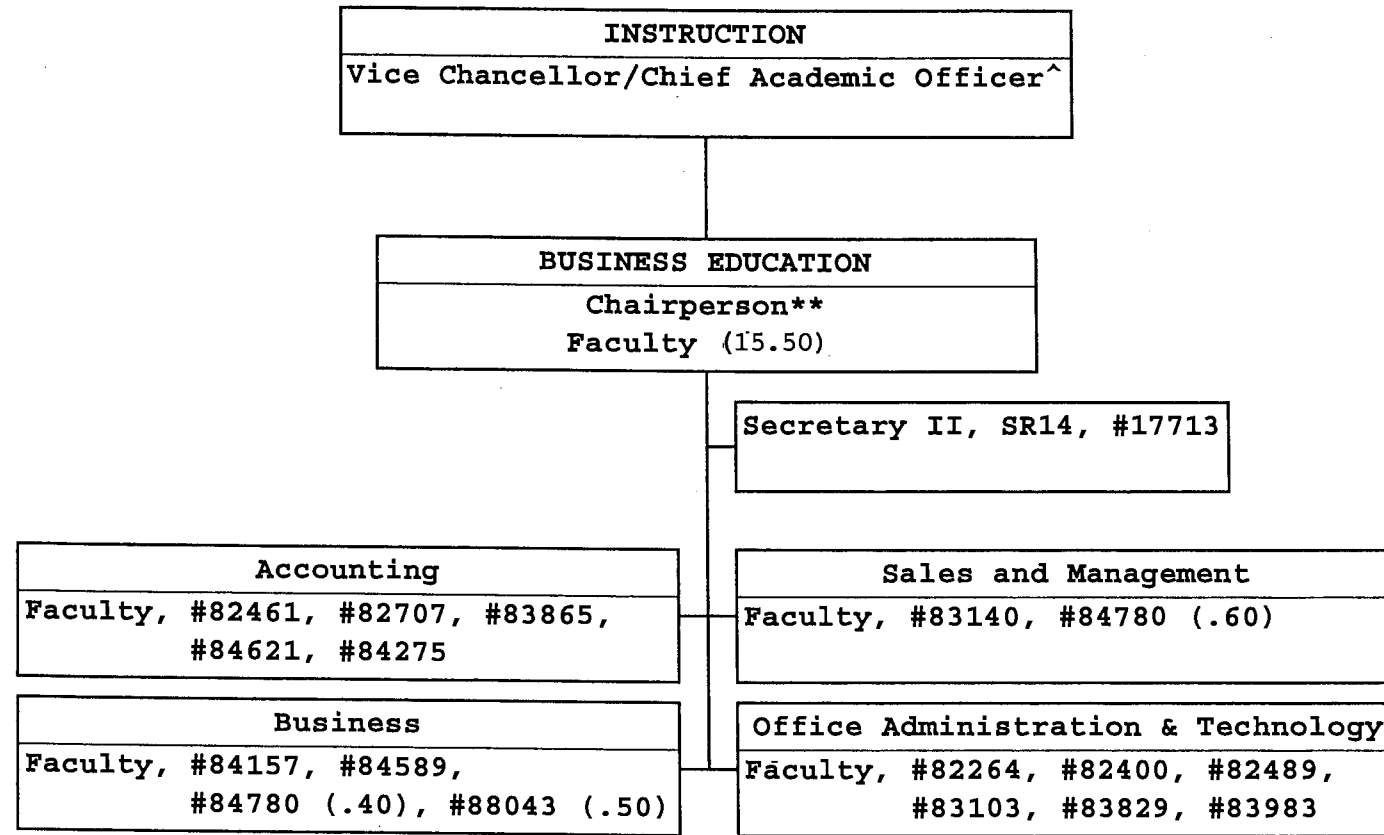 INSTRUCTION
Vice Chancellor/Chief Academic Officer^
BUSINESS EDUCATION
Chairperson**
Faculty (15.50)
Secretary II, SR14, #17713
Accounting
Faculty, #82461, #82707, #83865,
#84621, #84275
Sales and Management
Faculty, #83140, #84780 (.60)
Business
Faculty, #84157, #84589,
#84780 (.40), #88043 (.50)
Office Administration & Technology
Faculty, #82264, #82400, #82489,
#83103, #83829, #83983